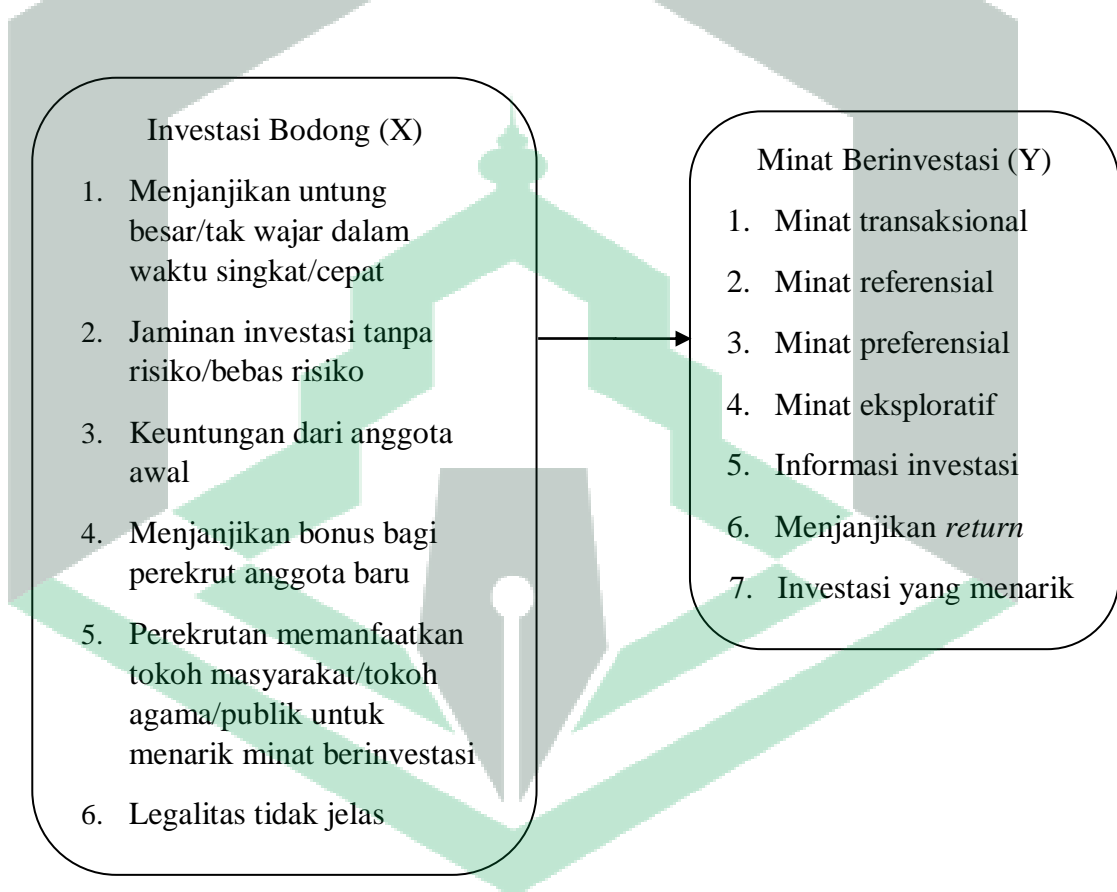 Investasi Bodong (X)
1. Menjanjikan untung
besar/tak wajar dalam
waktu singkat/cepat
2. Jaminan investasi tanpa
risiko/bebas risiko
3. Keuntungan dari anggota
awal
4. Menjanjikan bonus bagi
perekrut anggota baru
5. Perekrutan memanfaatkan
tokoh masyarakat/tokoh
agama/publik untuk
menarik minat berinvestasi
6. Legalitas tidak jelas
Minat Berinvestasi (Y)
1. Minat transaksional
2. Minat referensial
3. Minat preferensial
4. Minat eksploratif
5. Informasi investasi
6. Menjanjikan return
7. Investasi yang menarik